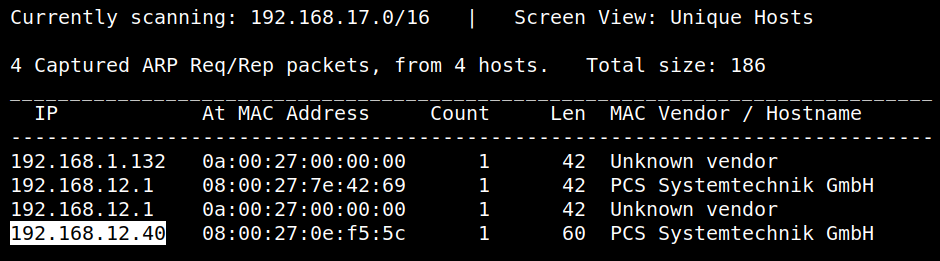 Currently scanning: 192.168.17.0/16   |   Screen View: Unique Hosts
4 Captured ARP Req/Rep packets, from 4 hosts.   Total size: 186
_____________________________________________________________________________
  IP            At MAC Address     Count     Len  MAC Vendor / Hostname
-----------------------------------------------------------------------------
192.168.1.132   0a:00:27:00:00:00      1      42  Unknown vendor
192.168.12.1    08:00:27:7e:42:69      1      42  PCS Systemtechnik GmbH
192.168.12.1    0a:00:27:00:00:00      1      42  Unknown vendor
192.168.12.40   08:00:27:0e:f5:5c      1      60  PCS Systemtechnik GmbH